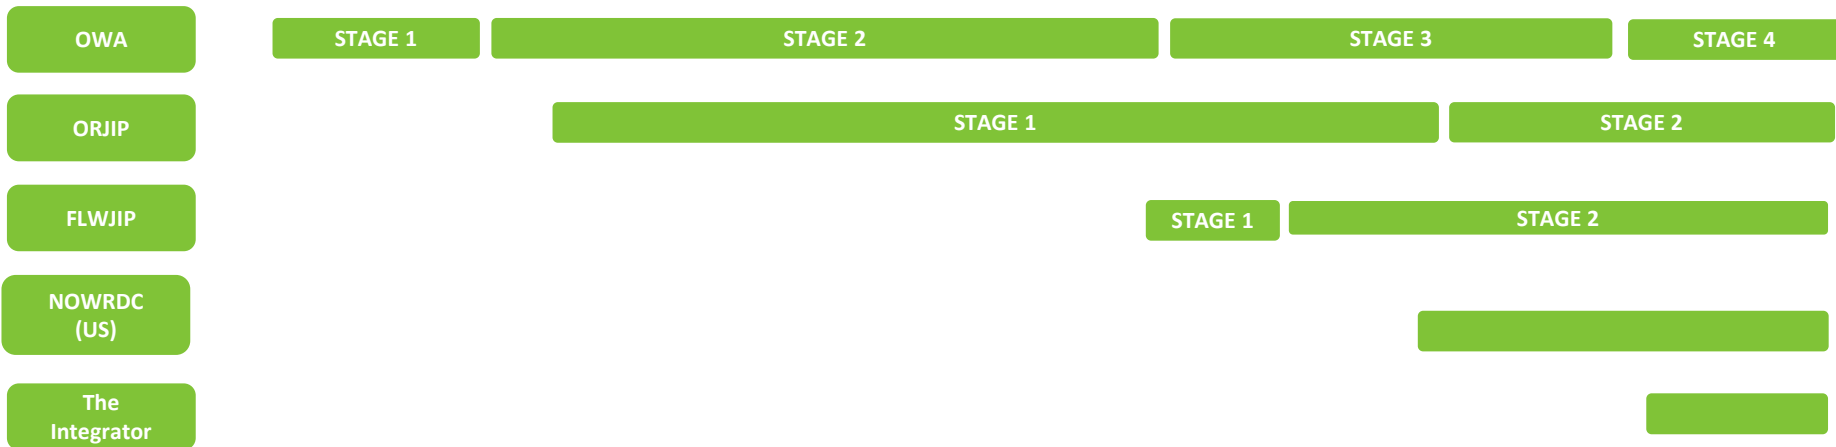 OWA
STAGE 1
STAGE 2
STAGE 3
STAGE 4
ORJIP
STAGE 1
STAGE 2
FLWJIP
STAGE 1
STAGE 2
NOWRDC
(US)
The
Integrator